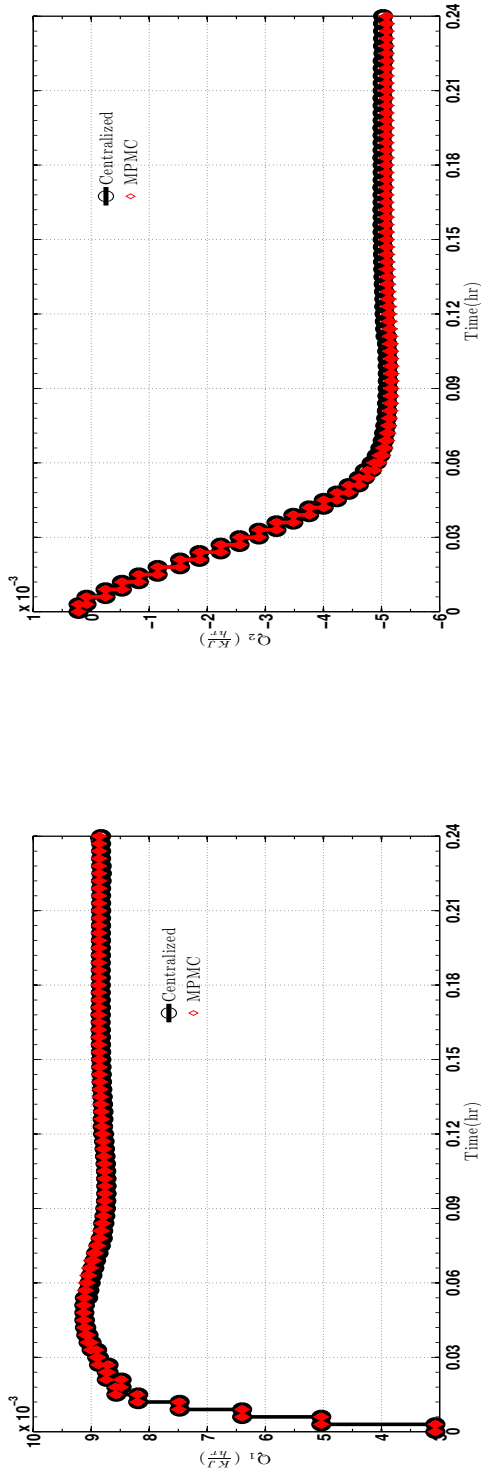 x 10⁻³
10
9
8
7
6
5
4
3
Q₁ (KJ/hr)
Centralized
MPMC
0 0.03 0.06 0.09 0.12 0.15 0.18 0.21 0.24
Time(hr)
x 10⁻³
1
0
-1
-2
-3
-4
-5
-6
Q₂ (KJ/hr)
Centralized
MPMC
0 0.03 0.06 0.09 0.12 0.15 0.18 0.21 0.24
Time(hr)